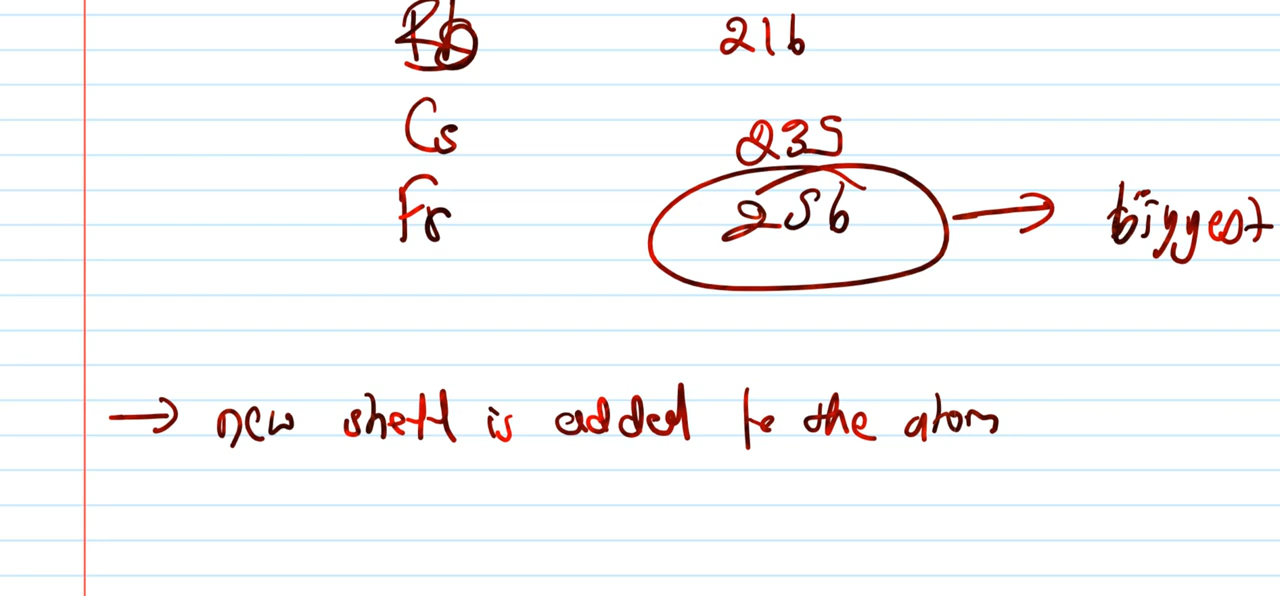 Rb 216
Cs 235
Fr 256 → biggest
→ new shell is added to the atom